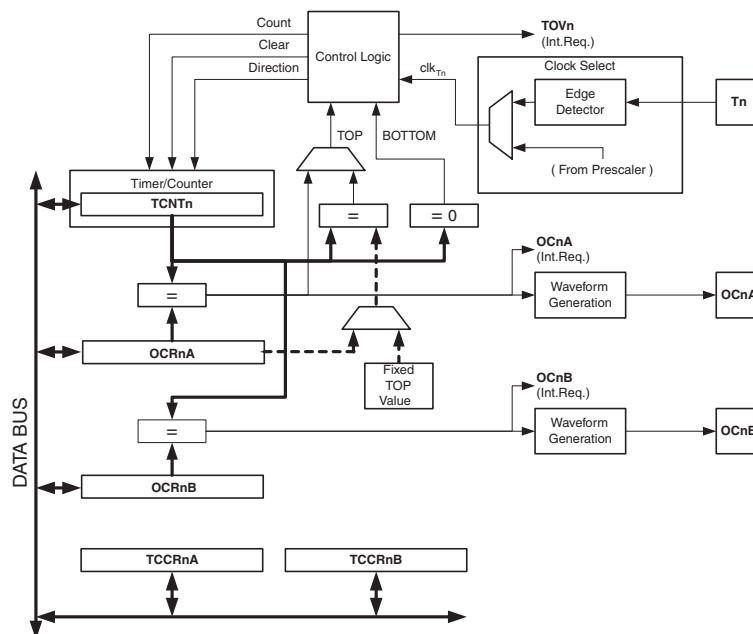 Count
Clear
Direction
Control Logic
TOVn
(Int.Req.)
clkTn
Clock Select
Edge
Detector
Tn
( From Prescaler )
TOP
BOTTOM
Timer/Counter
TCNTn
=
= 0
OCnA
(Int.Req.)
=
Waveform
Generation
OCnA
OCRnA
Fixed
TOP
Value
OCnB
(Int.Req.)
=
Waveform
Generation
OCnB
OCRnB
DATA BUS
TCCRnA
TCCRnB